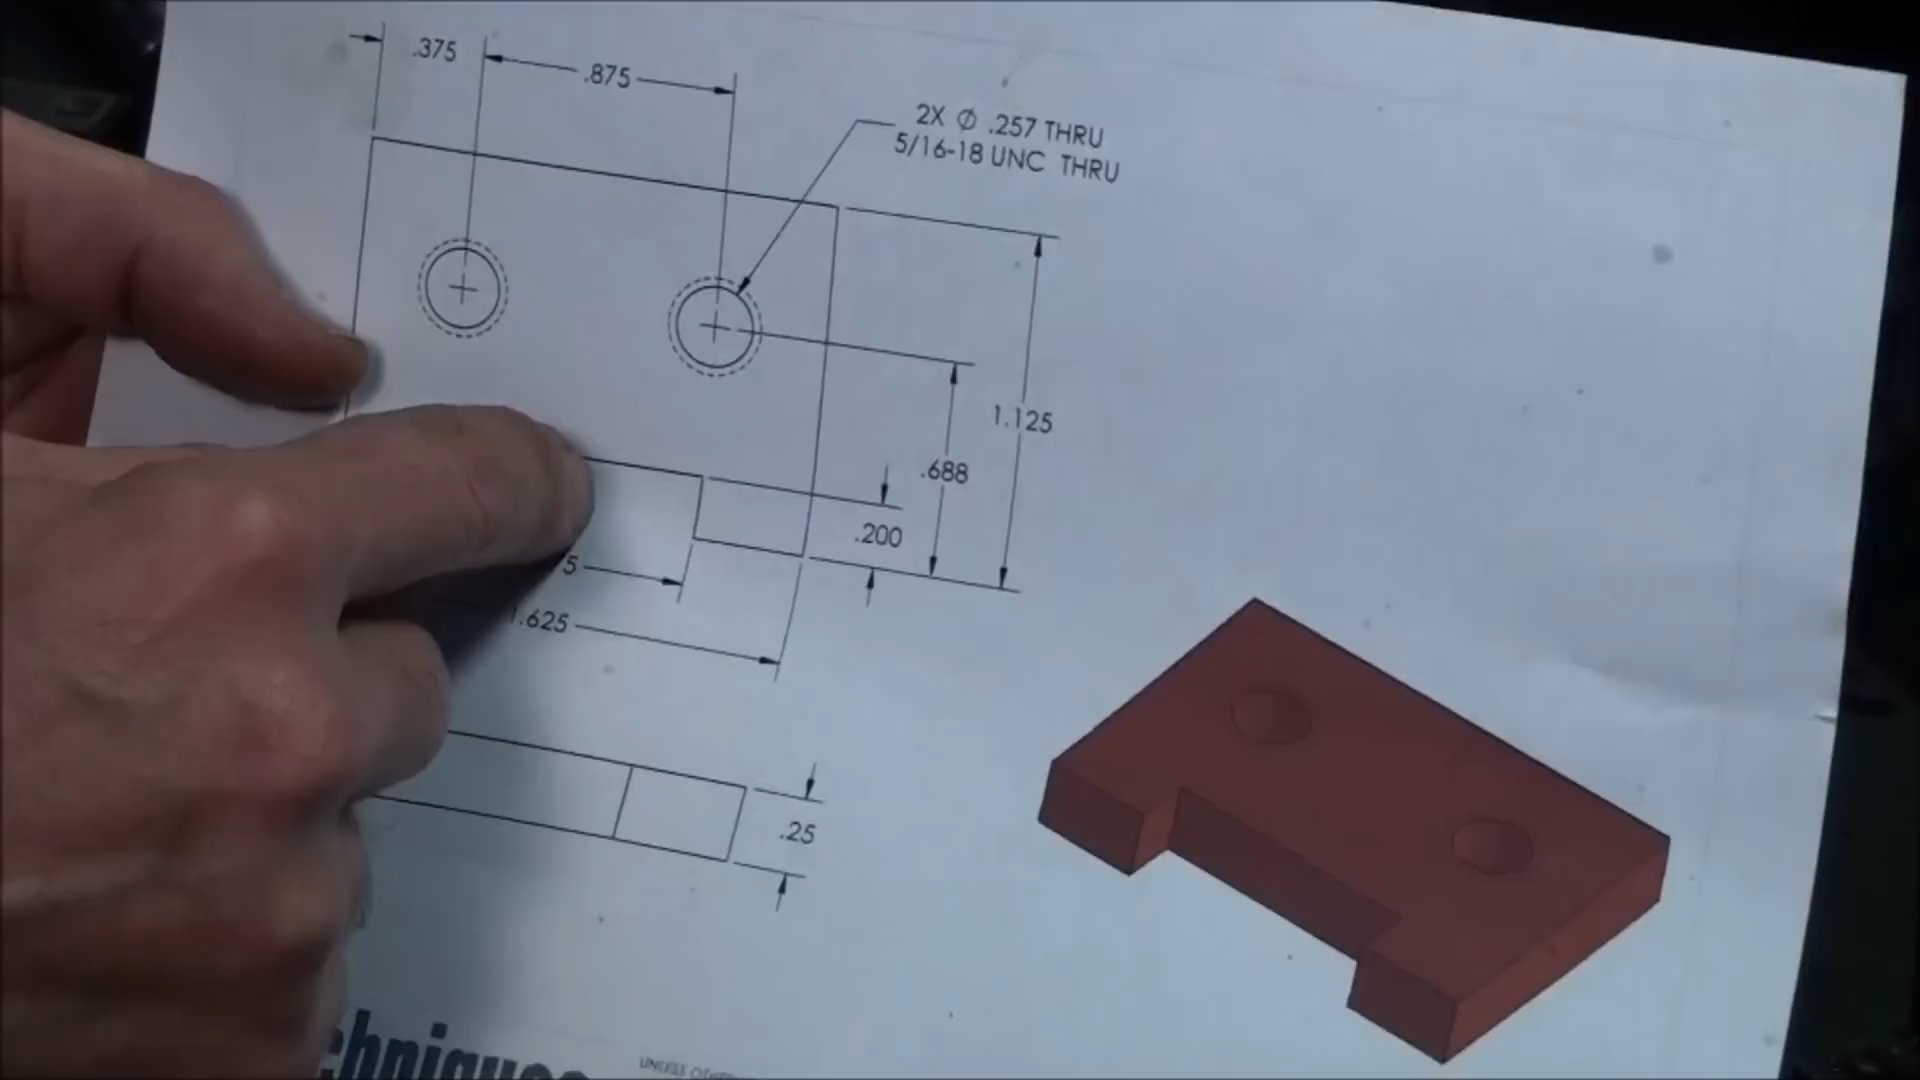 .375
.875
2X Ø .257 THRU
5/16-18 UNC THRU
1.125
.688
.200
5
1.625
.25
chniques
UNLESS